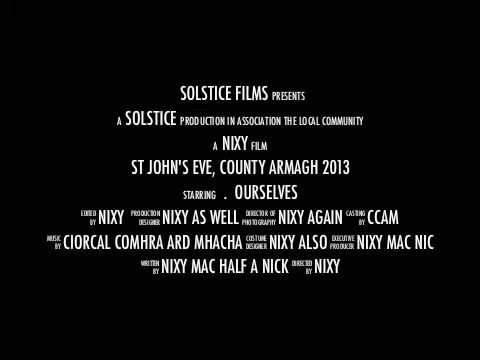 SOLSTICE FILMS PRESENTS
A SOLSTICE PRODUCTION IN ASSOCIATION THE LOCAL COMMUNITY
A NIXY FILM
ST JOHN'S EVE, COUNTY ARMAGH 2013
STARRING . OURSELVES
EDITED BY NIXY PRODUCTION DESIGNER NIXY AS WELL DIRECTOR OF PHOTOGRAPHY NIXY AGAIN CASTING BY CCAM
MUSIC BY CIORCAL COMHRA ARD MHACHA COSTUME DESIGNER NIXY ALSO EXECUTIVE PRODUCER NIXY MAC NIC
WRITTEN BY NIXY MAC HALF A NICK DIRECTED BY NIXY